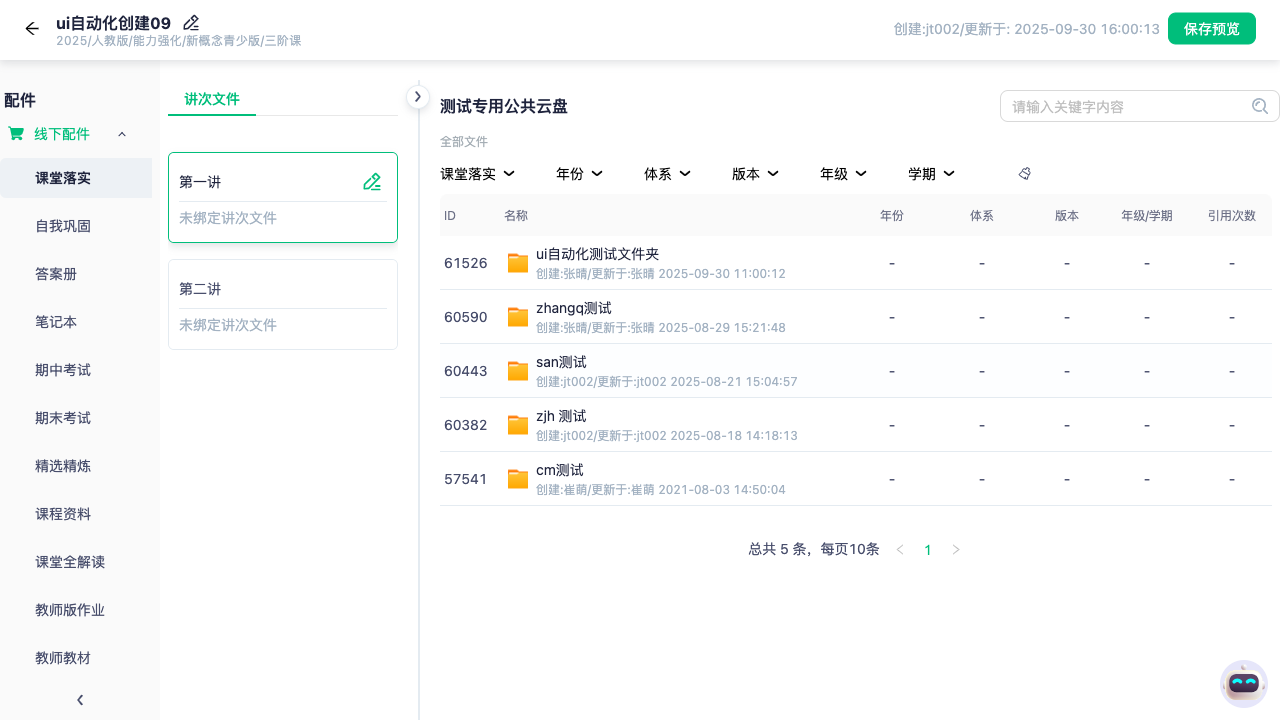 ui自动化创建09
2025/人教版/能力强化/新概念青少版/三阶课
创建:jt002/更新于: 2025-09-30 16:00:13
保存预览
配件
线下配件
课堂落实
自我巩固
答案册
笔记本
期中考试
期末考试
精选精炼
课程资料
课堂全解读
教师版作业
教师教材
讲次文件
第一讲
未绑定讲次文件
第二讲
未绑定讲次文件
测试专用公共云盘
请输入关键字内容
全部文件
课堂落实 年份 体系 版本 年级 学期
ID 名称 年份 体系 版本 年级/学期 引用次数
61526 ui自动化测试文件夹 - - - - -
创建:张晴/更新于:张晴 2025-09-30 11:00:12
60590 zhangq测试 - - - - -
创建:张晴/更新于:张晴 2025-08-29 15:21:48
60443 san测试 - - - - -
创建:jt002/更新于:jt002 2025-08-21 15:04:57
60382 zjh 测试 - - - - -
创建:jt002/更新于:jt002 2025-08-18 14:18:13
57541 cm测试 - - - - -
创建:崔萌/更新于:崔萌 2021-08-03 14:50:04
总共 5 条，每页10条 1